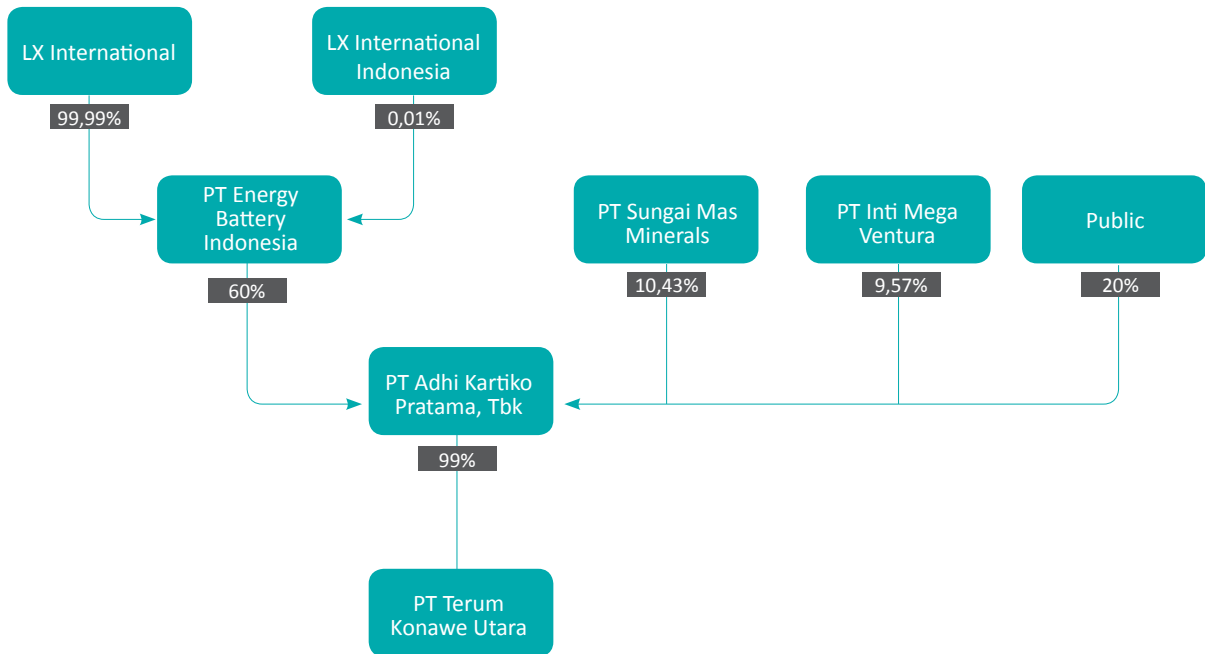 LX International
LX International
Indonesia
99,99%
0,01%
PT Energy
Battery
Indonesia
PT Sungai Mas
Minerals
PT Inti Mega
Ventura
Public
60%
10,43%
9,57%
20%
PT Adhi Kartiko
Pratama, Tbk
99%
PT Terum
Konawe Utara